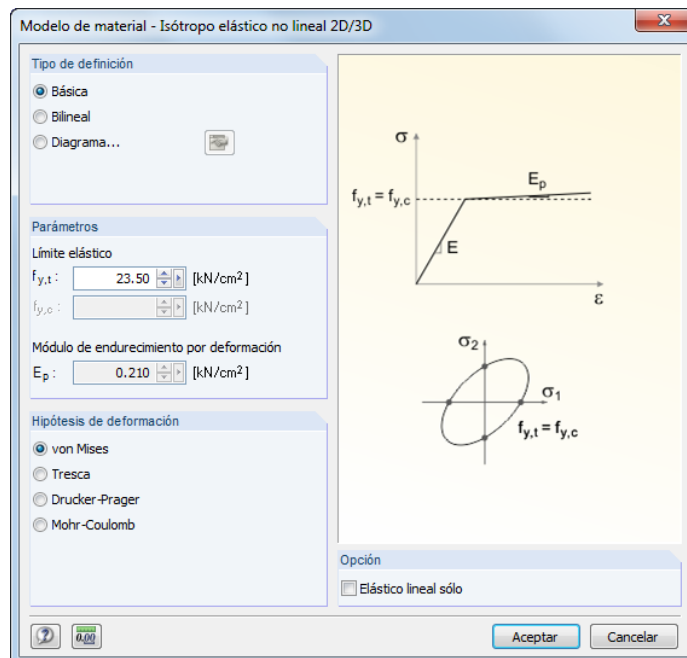 Modelo de material - Isótropo elástico no lineal 2D/3D
Tipo de definición
Básica
Bilineal
Diagrama...
Parámetros
Límite elástico
fy,t : 23.50 [kN/cm²]
fy,c : [kN/cm²]
Módulo de endurecimiento por deformación
Ep : 0.210 [kN/cm²]
Hipótesis de deformación
von Mises
Tresca
Drucker-Prager
Mohr-Coulomb
σ
fy,t = fy,c
Ep
E
ε
σ2
σ1
fy,t = fy,c
Opción
Elástico lineal sólo
0.00
Aceptar
Cancelar